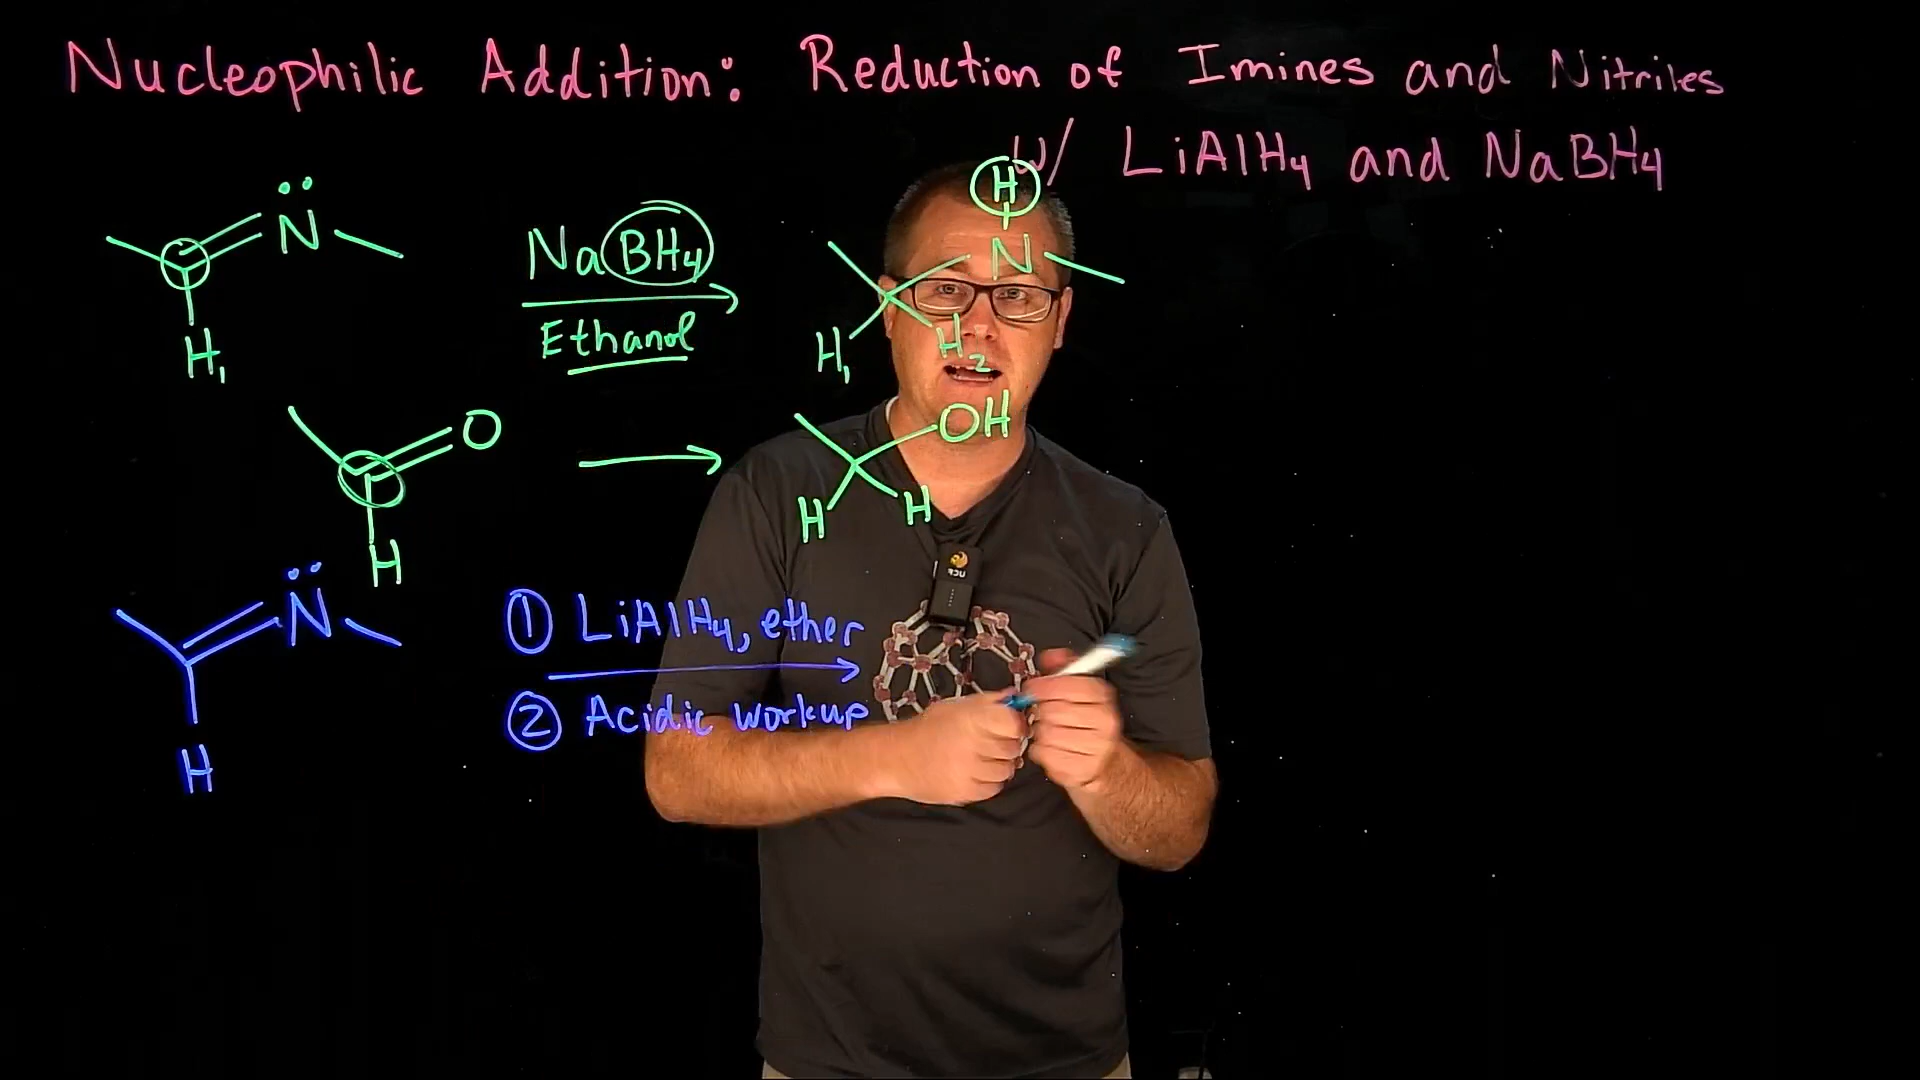 Nucleophilic Addition: Reduction of Imines and Nitriles
w/ LiAlH4 and NaBH4
N
H1
NaBH4
Ethanol
H
N
H1
H2
O
H
OH
H
H
N
H
① LiAlH4, ether
② Acidic workup
UCF